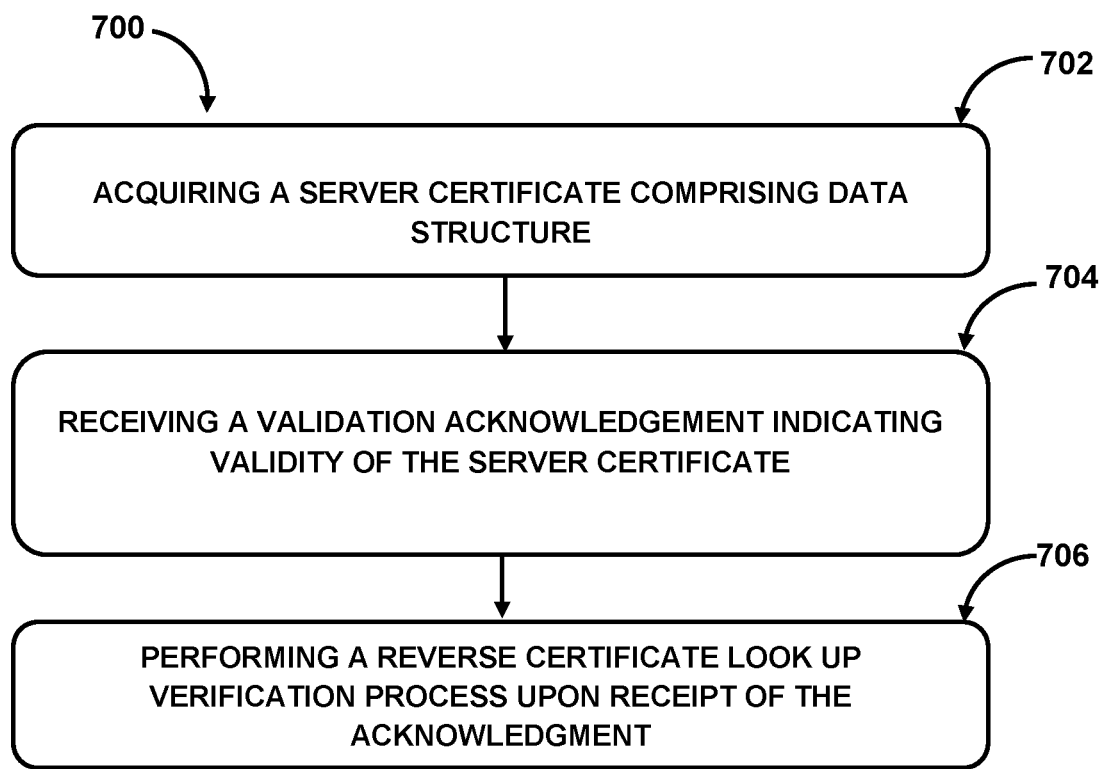 700
702
ACQUIRING A SERVER CERTIFICATE COMPRISING DATA
STRUCTURE
704
RECEIVING A VALIDATION ACKNOWLEDGEMENT INDICATING
VALIDITY OF THE SERVER CERTIFICATE
706
PERFORMING A REVERSE CERTIFICATE LOOK UP
VERIFICATION PROCESS UPON RECEIPT OF THE
ACKNOWLEDGMENT